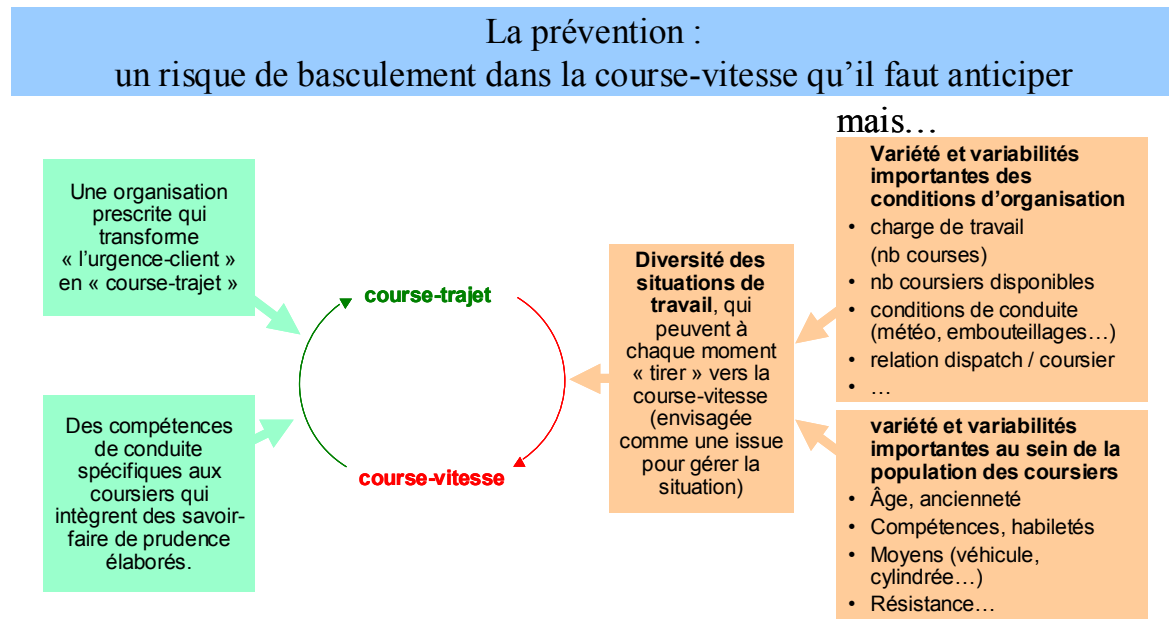 La prévention :
un risque de basculement dans la course-vitesse qu’il faut anticiper
mais…
Une organisation
prescrite qui
transforme
« l’urgence-client »
en « course-trajet »
Des compétences
de conduite
spécifiques aux
coursiers qui
intègrent des savoir-
faire de prudence
élaborés.
course-trajet
course-vitesse
Diversité des
situations de
travail, qui
peuvent à
chaque moment
« tirer » vers la
course-vitesse
(envisagée
comme une issue
pour gérer la
situation)
Variété et variabilités
importantes des
conditions d’organisation
• charge de travail
(nb courses)
• nb coursiers disponibles
• conditions de conduite
(météo, embouteillages…)
• relation dispatch / coursier
• …
variété et variabilités
importantes au sein de la
population des coursiers
• Âge, ancienneté
• Compétences, habiletés
• Moyens (véhicule,
cylindrée…)
• Résistance…